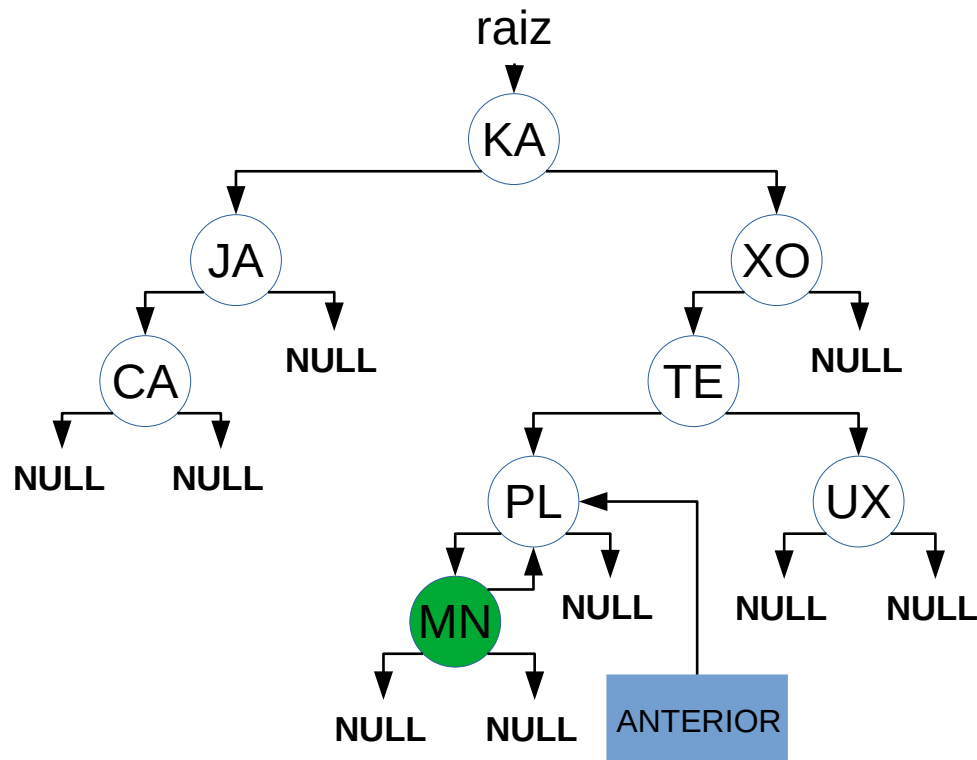 raiz
KA
JA
XO
CA
NULL
TE
NULL
NULL
NULL
PL
UX
MN
NULL
NULL
NULL
NULL
NULL
ANTERIOR